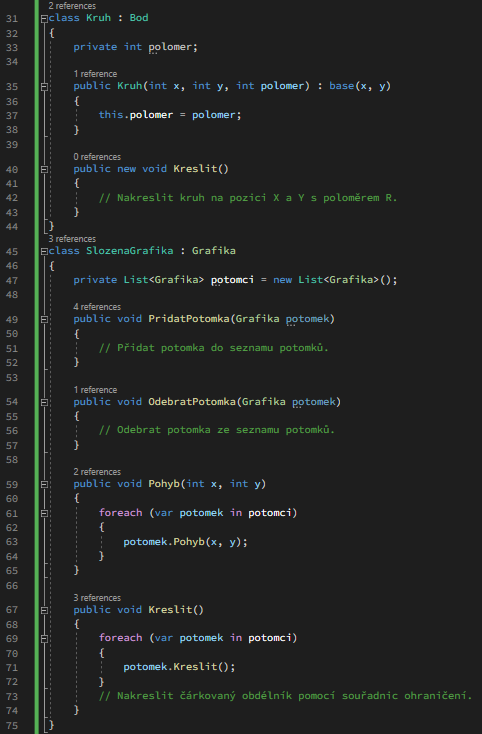 2 references
31 class Kruh : Bod
32 {
33 private int polomer;
34
1 reference
35 public Kruh(int x, int y, int polomer) : base(x, y)
36 {
37 this.polomer = polomer;
38 }
39
0 references
40 public new void Kreslit()
41 {
42 // Nakreslit kruh na pozici X a Y s poloměrem R.
43 }
44 }
3 references
45 class SlozenaGrafika : Grafika
46 {
47 private List<Grafika> potomci = new List<Grafika>();
48
4 references
49 public void PridatPotomka(Grafika potomek)
50 {
51 // Přidat potomka do seznamu potomků.
52 }
53
1 reference
54 public void OdebratPotomka(Grafika potomek)
55 {
56 // Odebrat potomka ze seznamu potomků.
57 }
58
2 references
59 public void Pohyb(int x, int y)
60 {
61 foreach (var potomek in potomci)
62 {
63 potomek.Pohyb(x, y);
64 }
65 }
66
3 references
67 public void Kreslit()
68 {
69 foreach (var potomek in potomci)
70 {
71 potomek.Kreslit();
72 }
73 // Nakreslit čárkovaný obdélník pomocí souřadnic ohraničení.
74 }
75 }